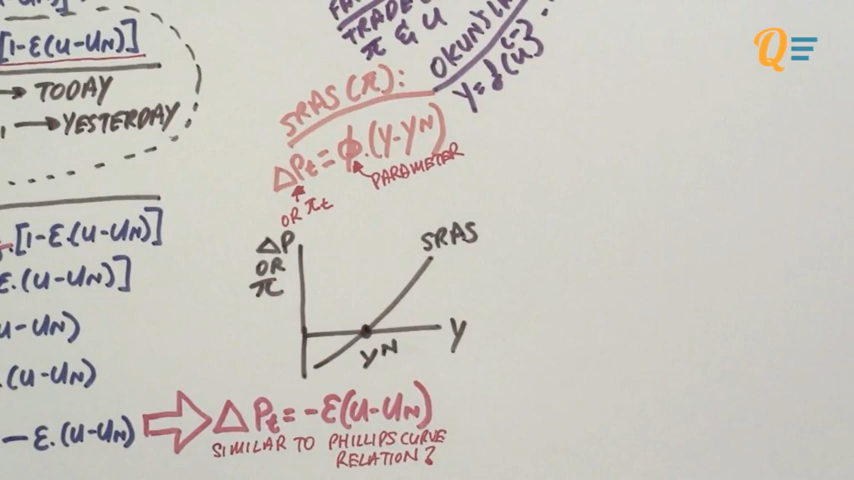 [1-ε(u-uN)]
→ TODAY
→ YESTERDAY
TRADE
π & u
OKUN'S
y=f(u)
(-)
SRAS(π):
ΔPt=ϕ.(Y-YN)
PARAMETER
OR πt
.[1-ε.(u-uN)]
ε.(u-uN)]
u-uN)
.(u-uN)
-ε.(u-uN)
ΔP
OR
π
SRAS
Y
YN
ΔPt=-ε(u-uN)
SIMILAR TO PHILLIPS CURVE
RELATION?
Q